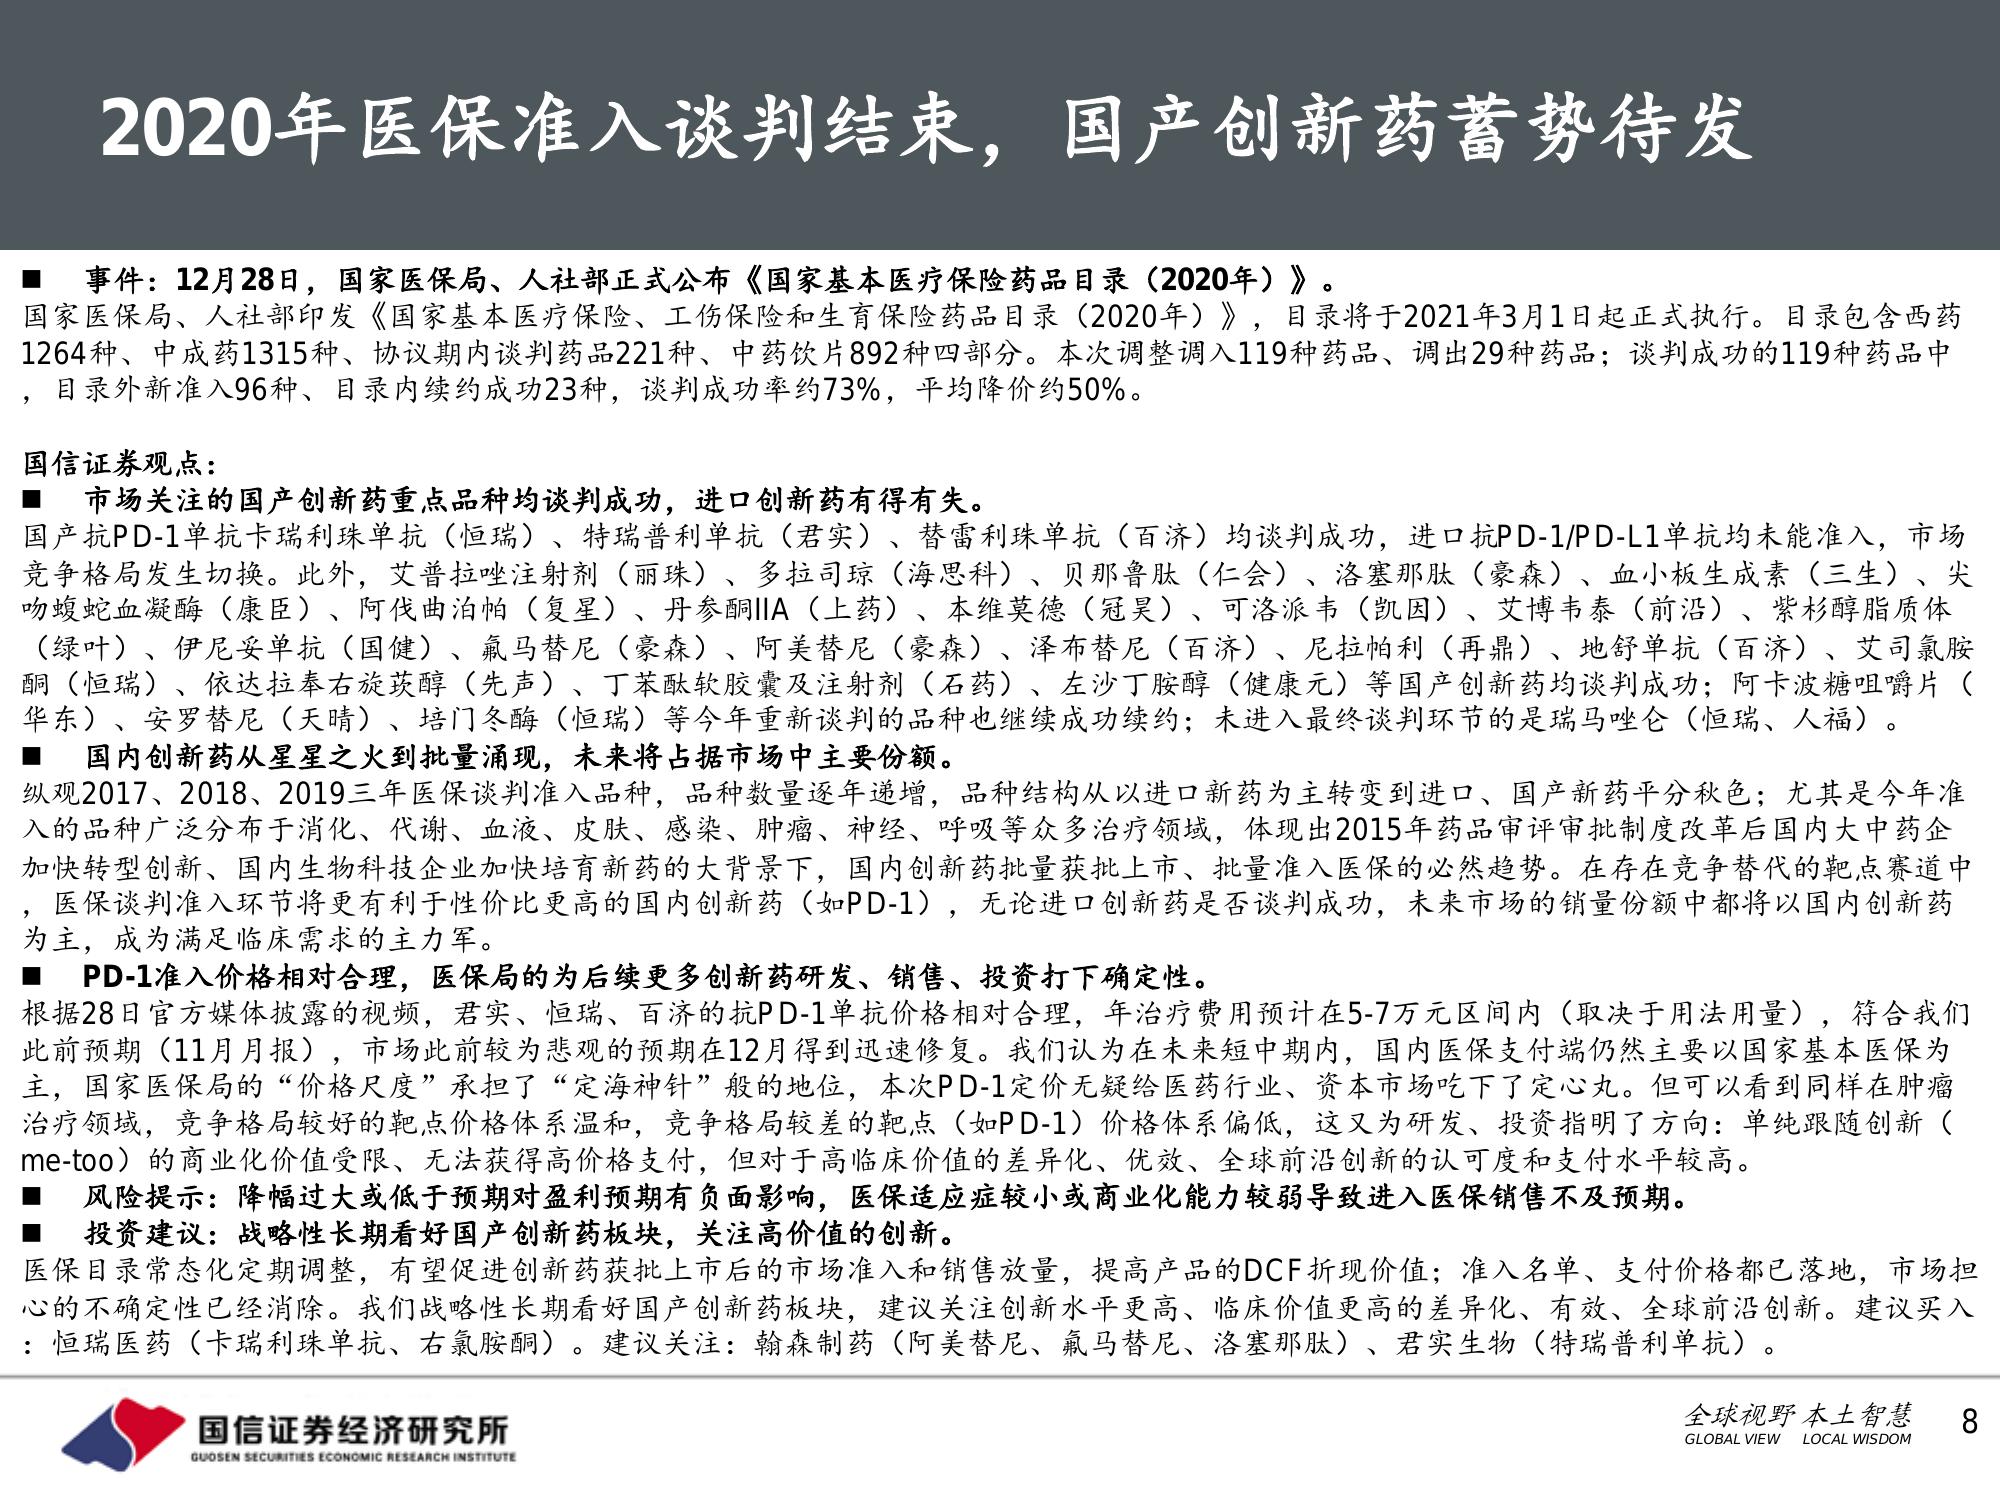 2020年医保准入谈判结束，国产创新药蓄势待发
■ 事件：12月28日，国家医保局、人社部正式公布《国家基本医疗保险药品目录（2020年）》。
国家医保局、人社部印发《国家基本医疗保险、工伤保险和生育保险药品目录（2020年）》，目录将于2021年3月1日起正式执行。目录包含西药
1264种、中成药1315种、协议期内谈判药品221种、中药饮片892种四部分。本次调整调入119种药品、调出29种药品；谈判成功的119种药品中
，目录外新准入96种、目录内续约成功23种，谈判成功率约73%，平均降价约50%。
国信证券观点：
■ 市场关注的国产创新药重点品种均谈判成功，进口创新药有得有失。
国产抗PD-1单抗卡瑞利珠单抗（恒瑞）、特瑞普利单抗（君实）、替雷利珠单抗（百济）均谈判成功，进口抗PD-1/PD-L1单抗均未能准入，市场
竞争格局发生切换。此外，艾普拉唑注射剂（丽珠）、多拉司琼（海思科）、贝那鲁肽（仁会）、洛塞那肽（豪森）、血小板生成素（三生）、尖
吻蝮蛇血凝酶（康臣）、阿伐曲泊帕（复星）、丹参酮IIA（上药）、本维莫德（冠昊）、可洛派韦（凯因）、艾博韦泰（前沿）、紫杉醇脂质体
（绿叶）、伊尼妥单抗（国健）、氟马替尼（豪森）、阿美替尼（豪森）、泽布替尼（百济）、尼拉帕利（再鼎）、地舒单抗（百济）、艾司氯胺
酮（恒瑞）、依达拉奉右旋莰醇（先声）、丁苯酞软胶囊及注射剂（石药）、左沙丁胺醇（健康元）等国产创新药均谈判成功；阿卡波糖咀嚼片（
华东）、安罗替尼（天晴）、培门冬酶（恒瑞）等今年重新谈判的品种也继续成功续约；未进入最终谈判环节的是瑞马唑仑（恒瑞、人福）。
■ 国内创新药从星星之火到批量涌现，未来将占据市场中主要份额。
纵观2017、2018、2019三年医保谈判准入品种，品种数量逐年递增，品种结构从以进口新药为主转变到进口、国产新药平分秋色；尤其是今年准
入的品种广泛分布于消化、代谢、血液、皮肤、感染、肿瘤、神经、呼吸等众多治疗领域，体现出2015年药品审评审批制度改革后国内大中药企
加快转型创新、国内生物科技企业加快培育新药的大背景下，国内创新药批量获批上市、批量准入医保的必然趋势。在存在竞争替代的靶点赛道中
，医保谈判准入环节将更有利于性价比更高的国内创新药（如PD-1），无论进口创新药是否谈判成功，未来市场的销量份额中都将以国内创新药
为主，成为满足临床需求的主力军。
■ PD-1准入价格相对合理，医保局的为后续更多创新药研发、销售、投资打下确定性。
根据28日官方媒体披露的视频，君实、恒瑞、百济的抗PD-1单抗价格相对合理，年治疗费用预计在5-7万元区间内（取决于用法用量），符合我们
此前预期（11月月报），市场此前较为悲观的预期在12月得到迅速修复。我们认为在未来短中期内，国内医保支付端仍然主要以国家基本医保为
主，国家医保局的“价格尺度”承担了“定海神针”般的地位，本次PD-1定价无疑给医药行业、资本市场吃下了定心丸。但可以看到同样在肿瘤
治疗领域，竞争格局较好的靶点价格体系温和，竞争格局较差的靶点（如PD-1）价格体系偏低，这又为研发、投资指明了方向：单纯跟随创新（
me-too）的商业化价值受限、无法获得高价格支付，但对于高临床价值的差异化、优效、全球前沿创新的认可度和支付水平较高。
■ 风险提示：降幅过大或低于预期对盈利预期有负面影响，医保适应症较小或商业化能力较弱导致进入医保销售不及预期。
■ 投资建议：战略性长期看好国产创新药板块，关注高价值的创新。
医保目录常态化定期调整，有望促进创新药获批上市后的市场准入和销售放量，提高产品的DCF折现价值；准入名单、支付价格都已落地，市场担
心的不确定性已经消除。我们战略性长期看好国产创新药板块，建议关注创新水平更高、临床价值更高的差异化、有效、全球前沿创新。建议买入
：恒瑞医药（卡瑞利珠单抗、右氯胺酮）。建议关注：翰森制药（阿美替尼、氟马替尼、洛塞那肽）、君实生物（特瑞普利单抗）。
国信证券经济研究所
GUOSEN SECURITIES ECONOMIC RESEARCH INSTITUTE
全球视野 本土智慧
GLOBAL VIEW LOCAL WISDOM
8